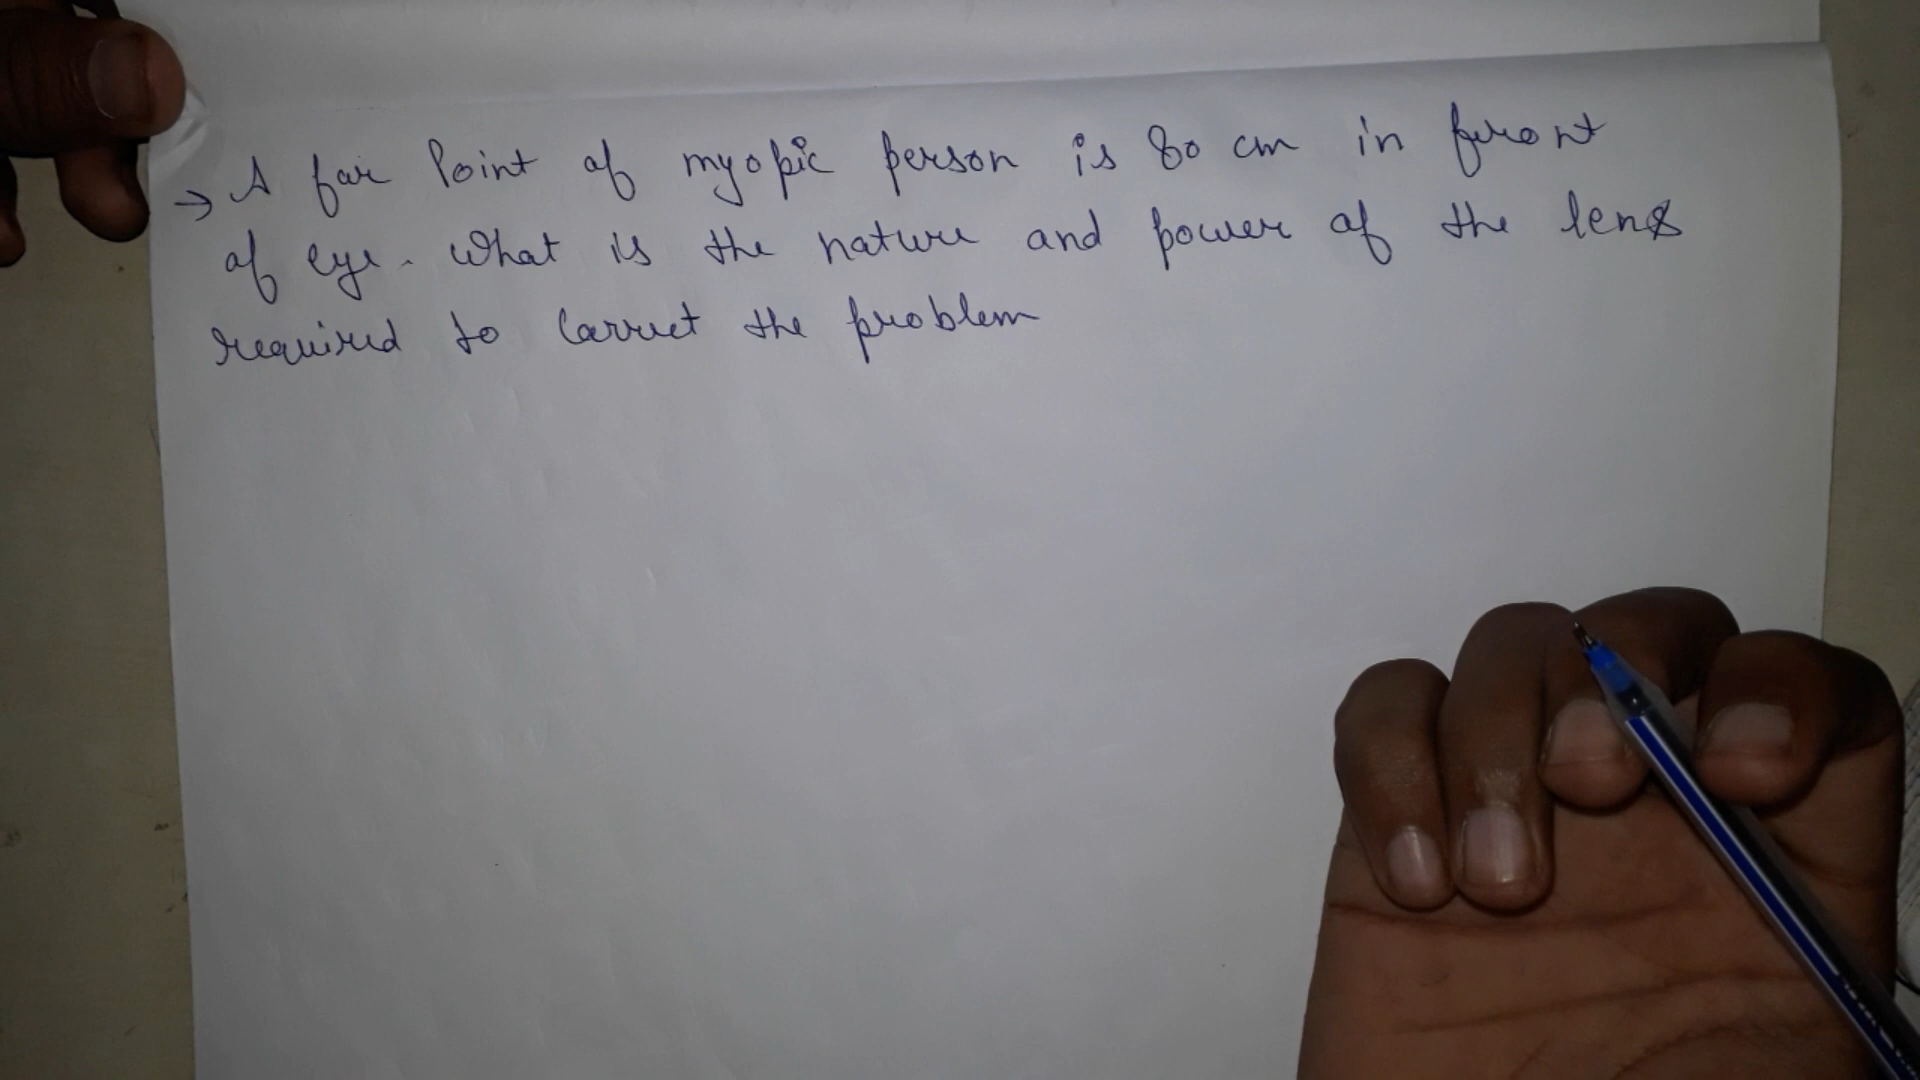 → A far Point of myopic person is 80 cm in front
of eye. What is the nature and power of the lens
required to Correct the problem